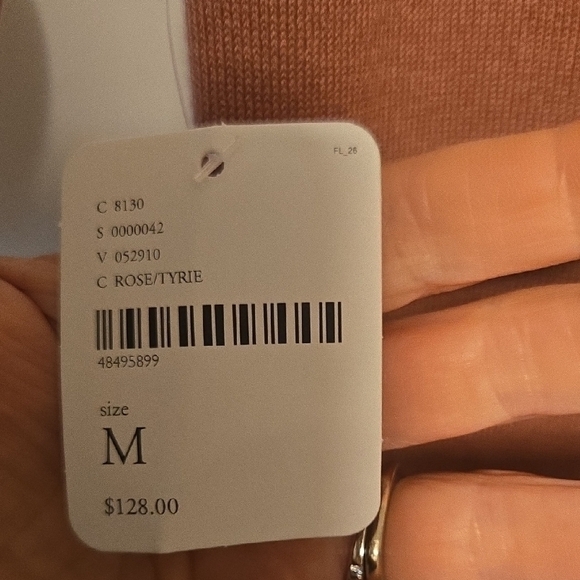 FL_26
C 8130
S 0000042
V 052910
C ROSE/TYRIE
48495899
size
M
$128.00